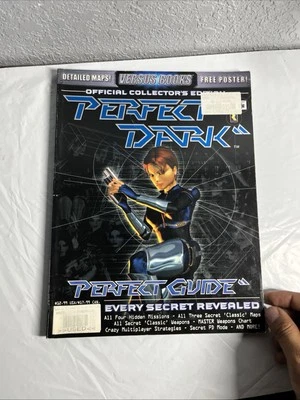 DETAILED MAPS! VERSUS BOOKS FREE POSTER!
OFFICIAL COLLECTOR'S EDITION
PERFECT
DARK
TM
PERFECT GUIDE
EVERY SECRET REVEALED
All Four Hidden Missions - All Three Secret 'Classic' Maps
All Secret 'Classic' Weapons - MASTER Weapons Chart
Crazy Multiplayer Strategies - Secret PD Mode - AND MORE!